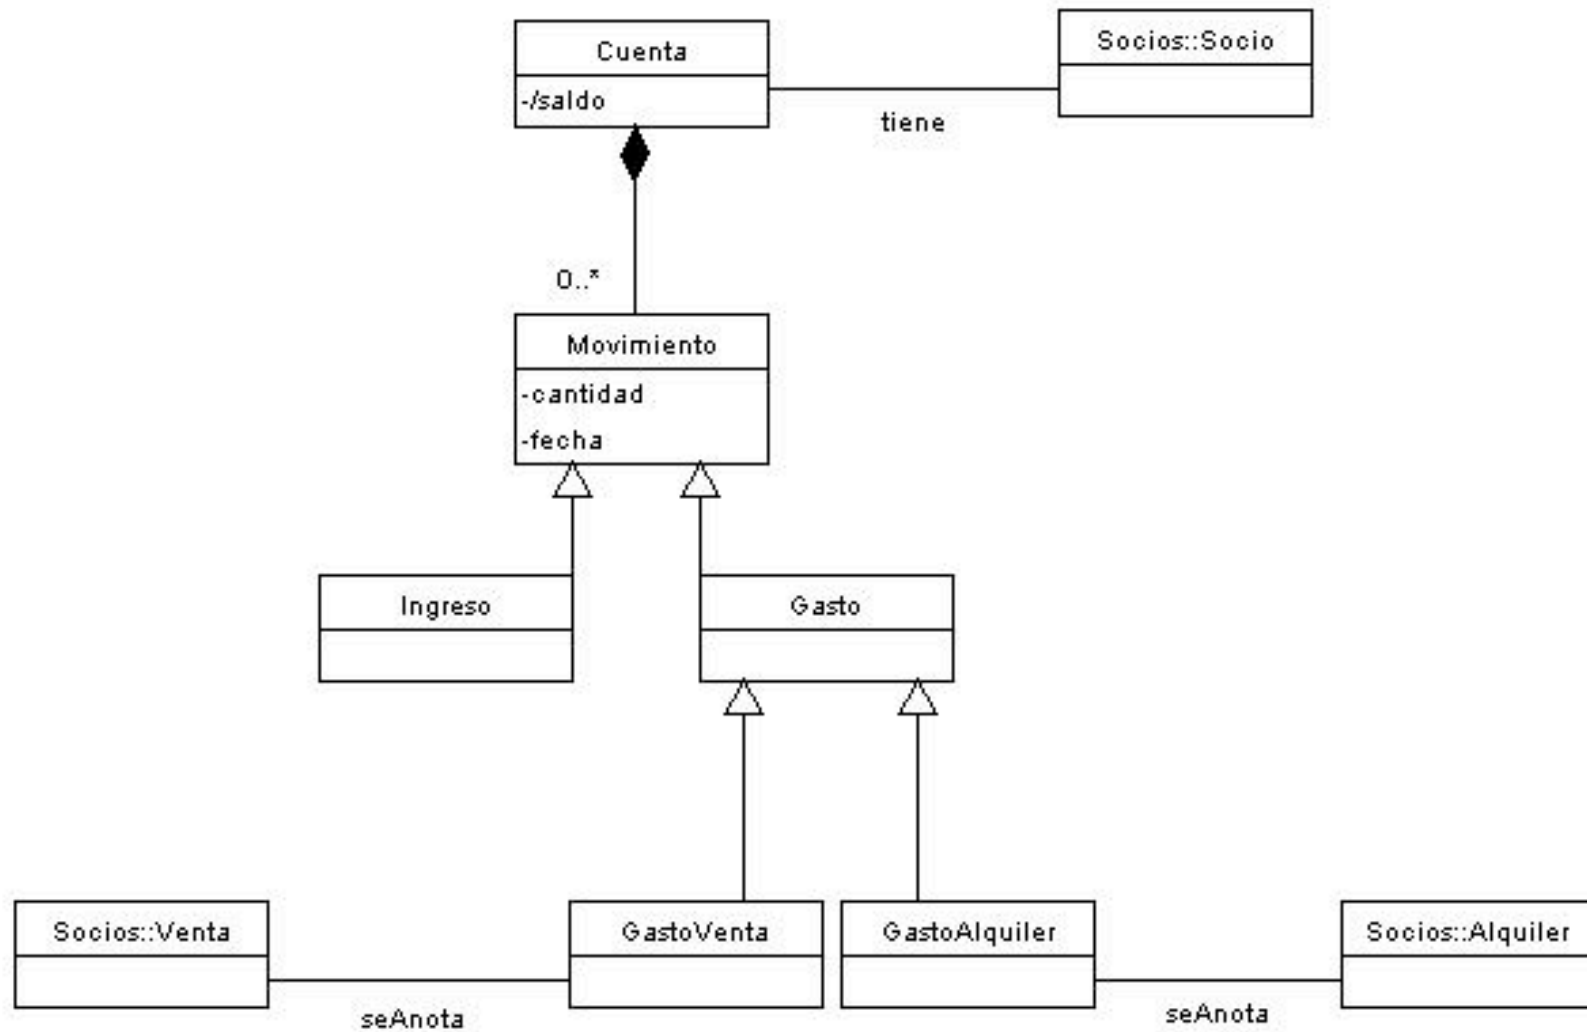 Cuenta
-/saldo
Socios::Socio
tiene
0..*
Movimiento
-cantidad
-fecha
Ingreso
Gasto
Socios::Venta
GastoVenta
GastoAlquiler
Socios::Alquiler
seAnota
seAnota